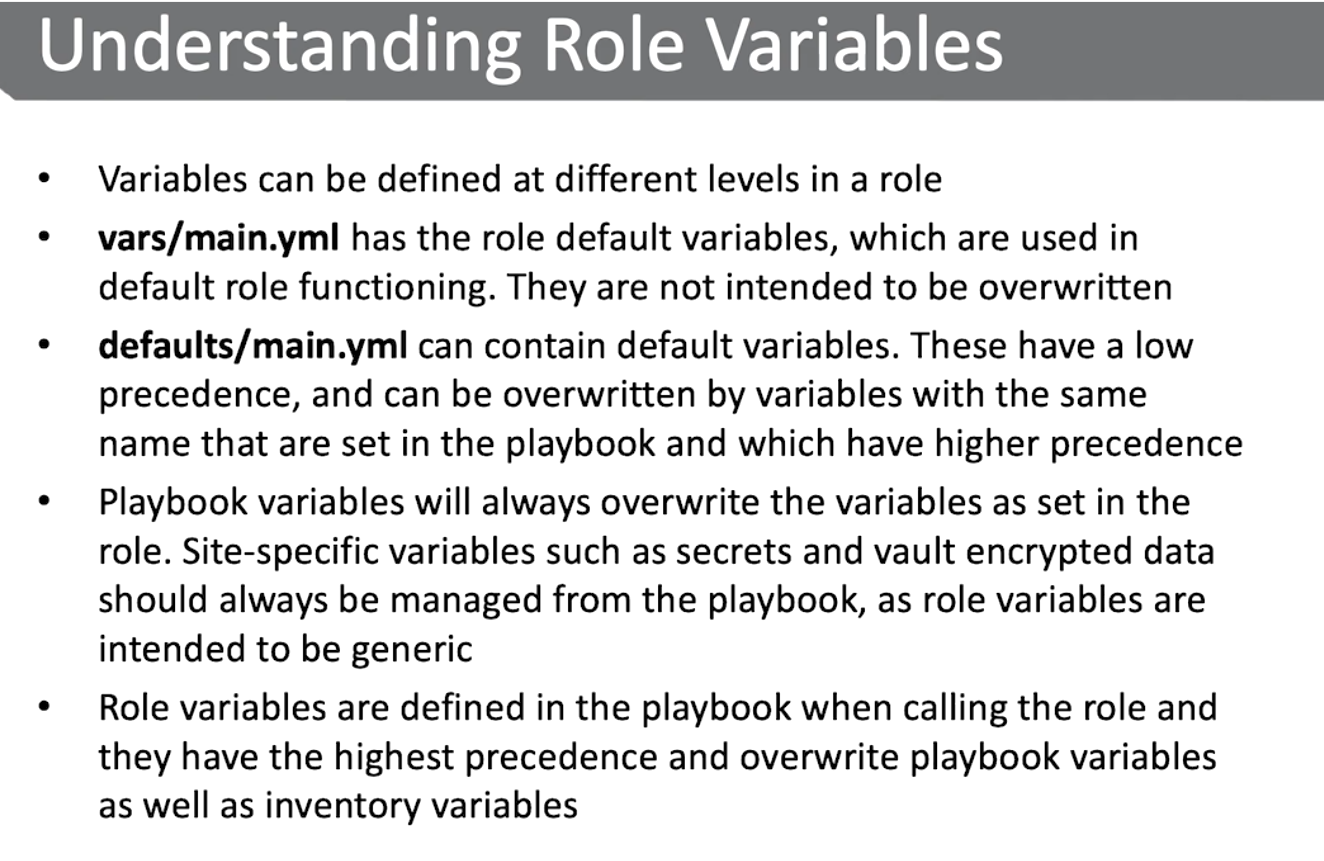 Understanding Role Variables
• Variables can be defined at different levels in a role
• vars/main.yml has the role default variables, which are used in
default role functioning. They are not intended to be overwritten
• defaults/main.yml can contain default variables. These have a low
precedence, and can be overwritten by variables with the same
name that are set in the playbook and which have higher precedence
• Playbook variables will always overwrite the variables as set in the
role. Site-specific variables such as secrets and vault encrypted data
should always be managed from the playbook, as role variables are
intended to be generic
• Role variables are defined in the playbook when calling the role and
they have the highest precedence and overwrite playbook variables
as well as inventory variables